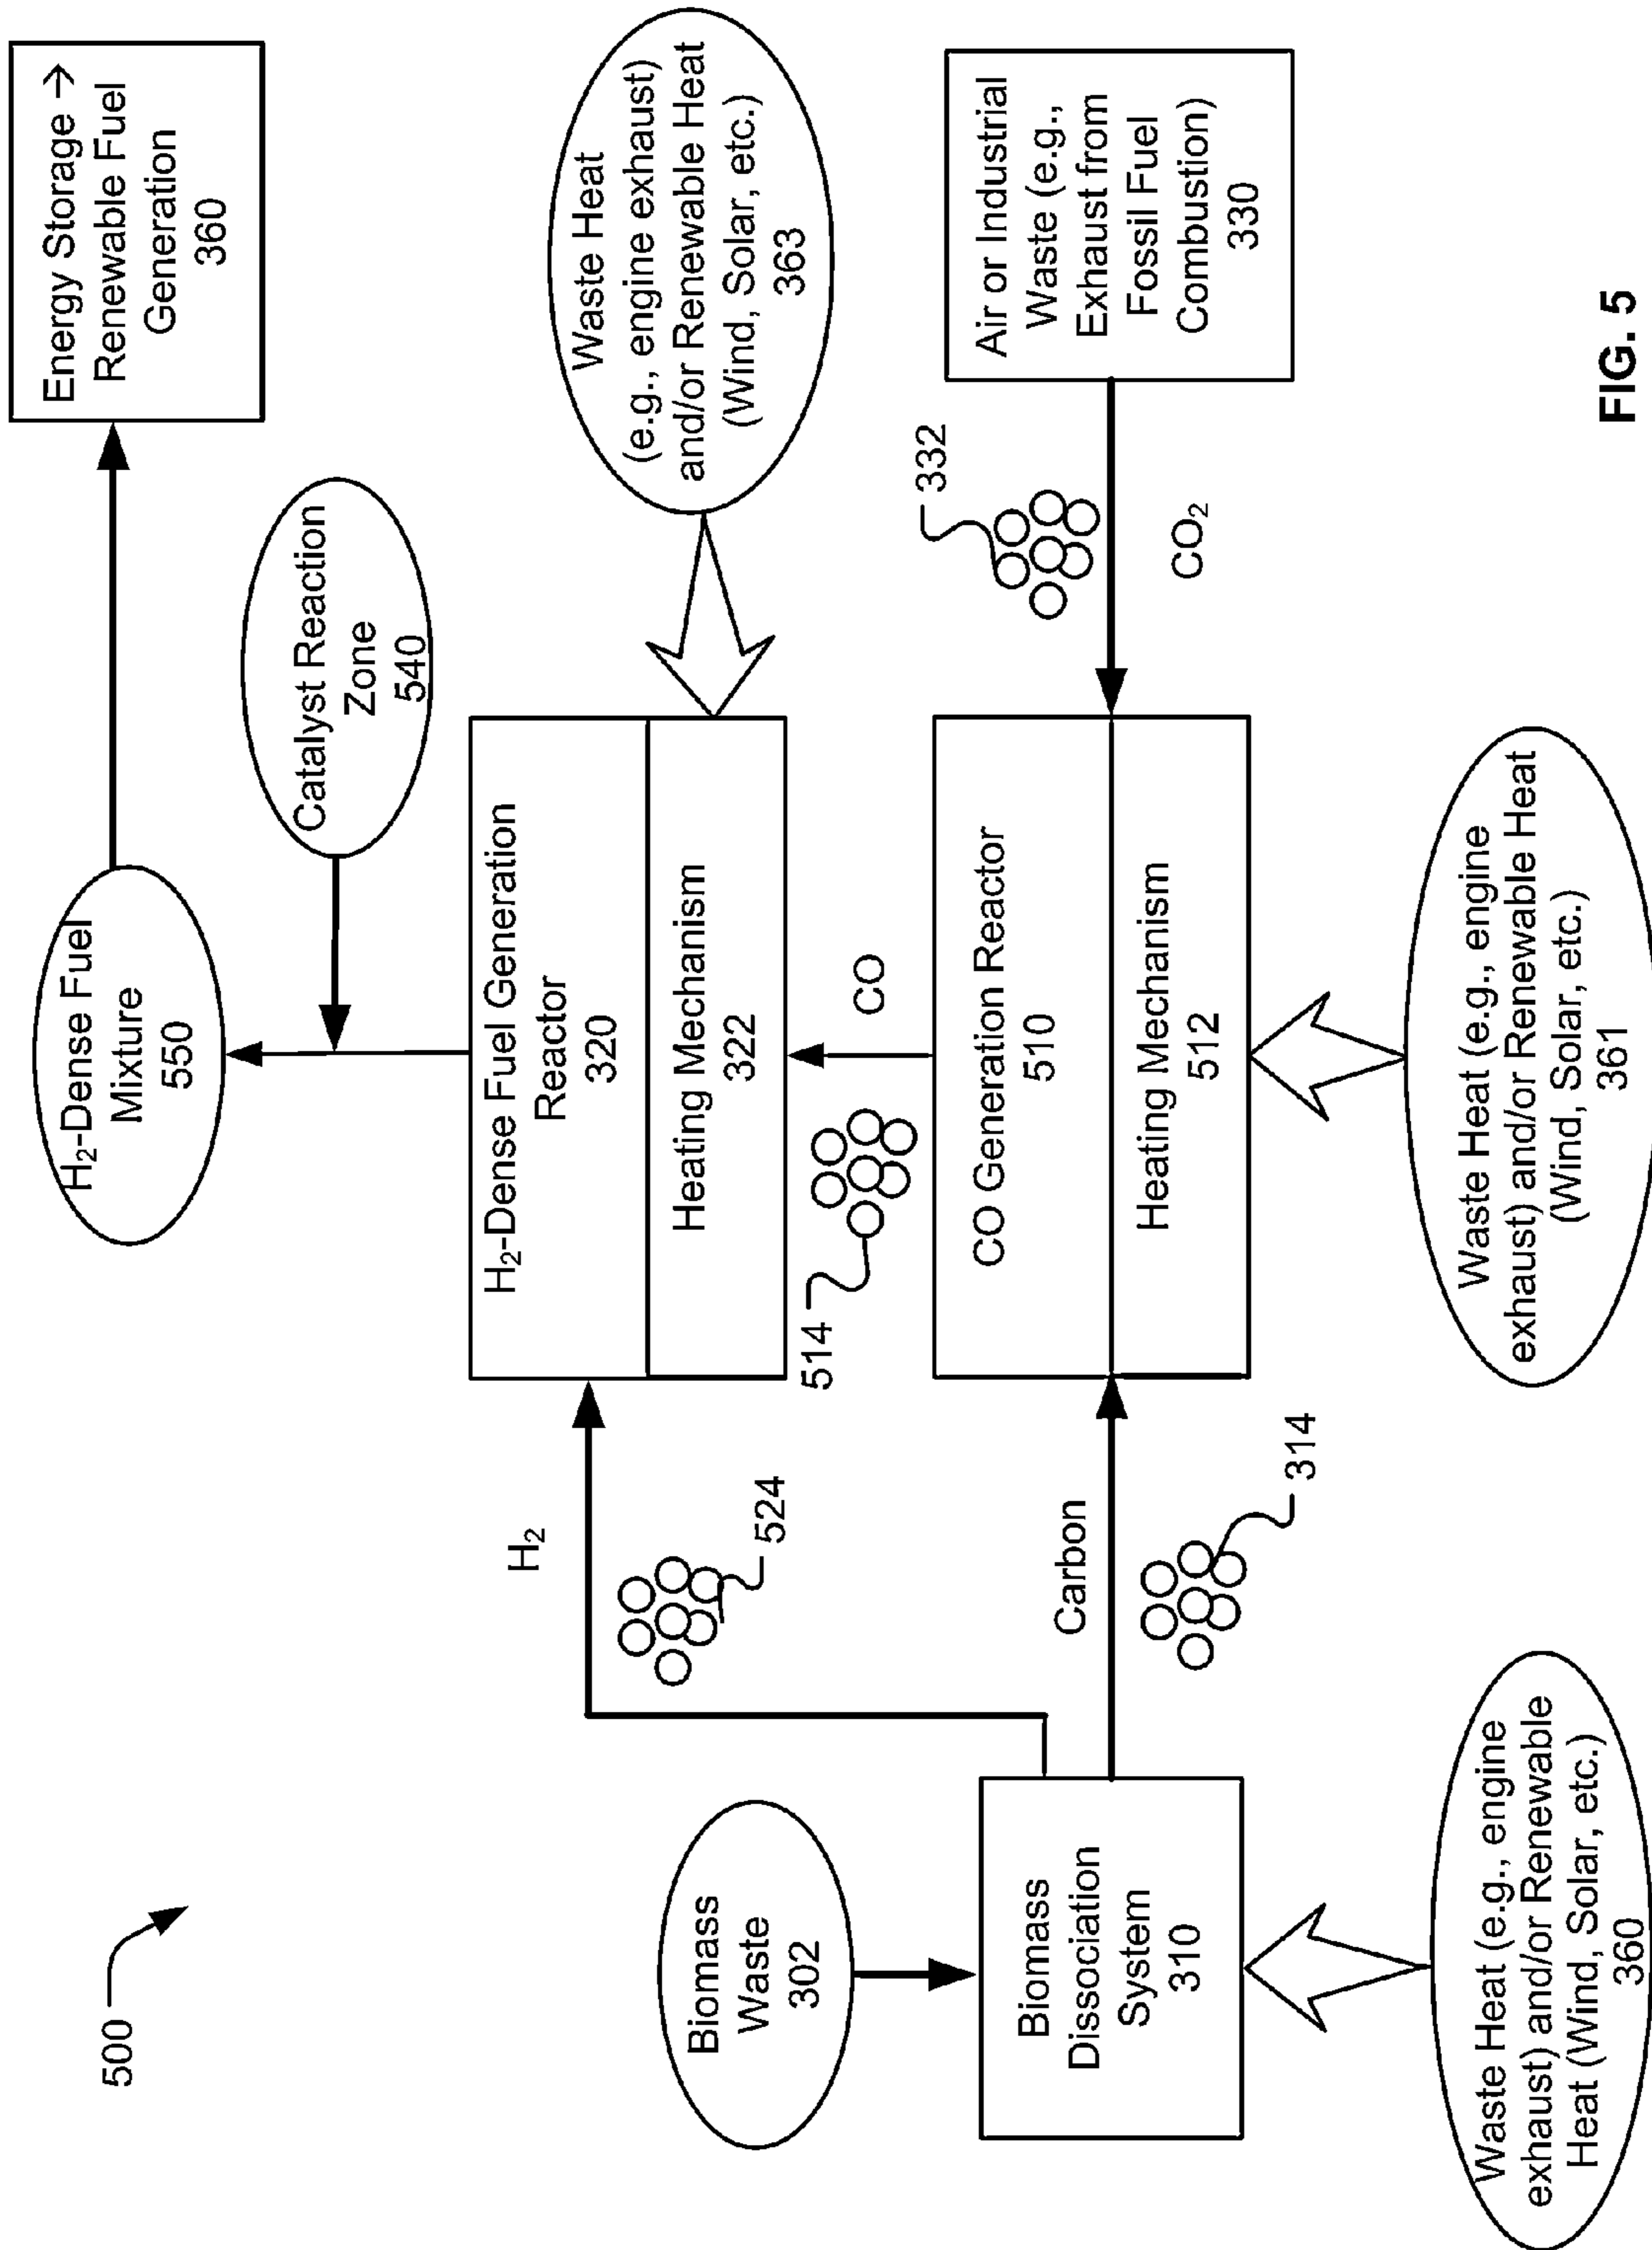 500
Biomass
Waste
302
Biomass
Dissociation
System
310
Waste Heat (e.g., engine
exhaust) and/or Renewable
Heat (Wind, Solar, etc.)
360
H₂
524
Carbon
314
H₂-Dense Fuel
Mixture
550
Catalyst Reaction
Zone
540
Energy Storage →
Renewable Fuel
Generation
360
H₂-Dense Fuel Generation
Reactor
320
Heating Mechanism
322
Waste Heat
(e.g., engine exhaust)
and/or Renewable Heat
(Wind, Solar, etc.)
363
514
CO
CO Generation Reactor
510
Heating Mechanism
512
332
CO₂
Air or Industrial
Waste (e.g.,
Exhaust from
Fossil Fuel
Combustion)
330
Waste Heat (e.g., engine
exhaust) and/or Renewable Heat
(Wind, Solar, etc.)
361
FIG. 5